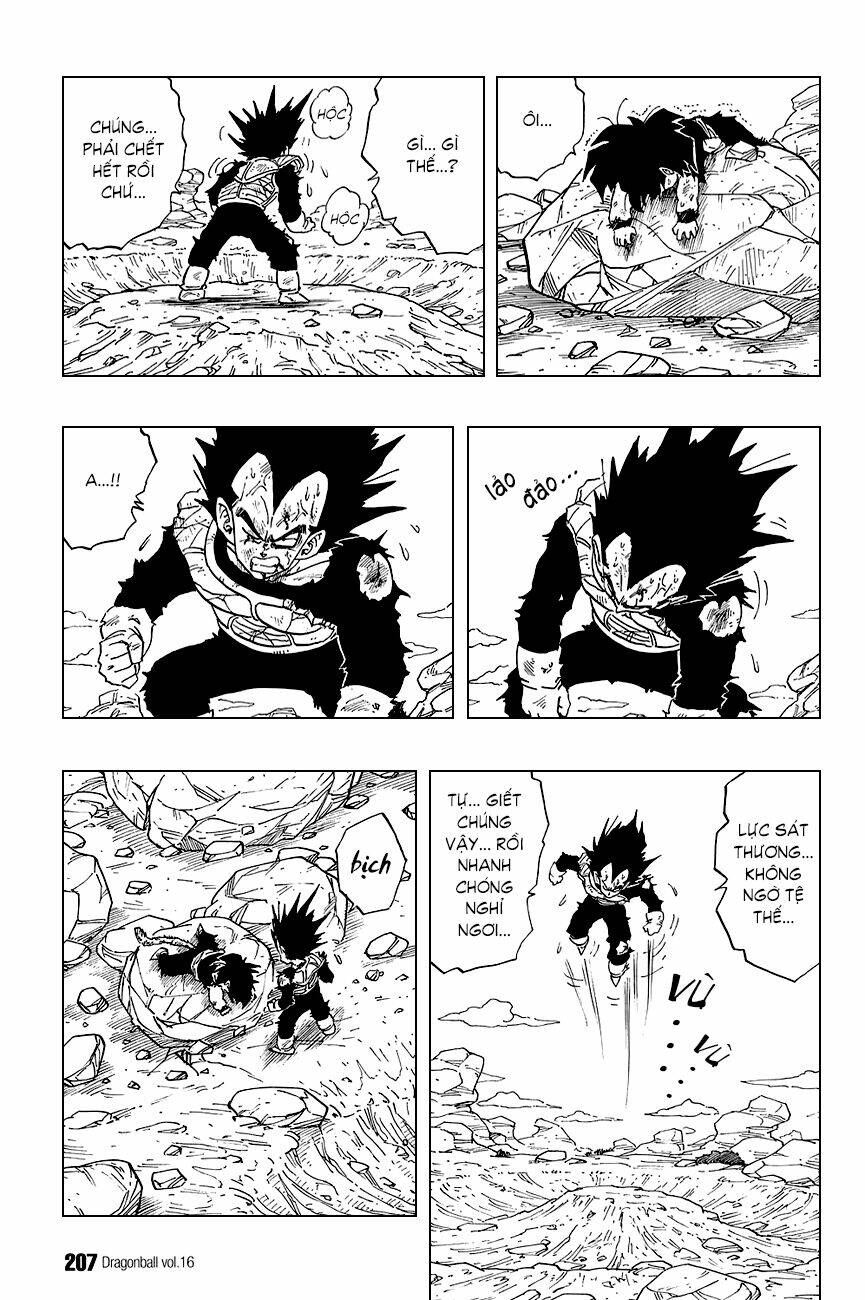 ÔI...
GÌ... GÌ
THẾ...?
HỘC
HỘC
CHÚNG...
PHẢI CHẾT
HẾT RỒI
CHỨ...
lảo
đảo...
A...!!
LỰC SÁT
THƯƠNG...
KHÔNG
NGỜ TỆ
THẾ...
TỰ... GIẾT
CHÚNG
VẬY... RỒI
NHANH
CHÓNG
NGHỈ
NGƠI...
VÙ
VÙ
bịch
207 Dragonball vol.16